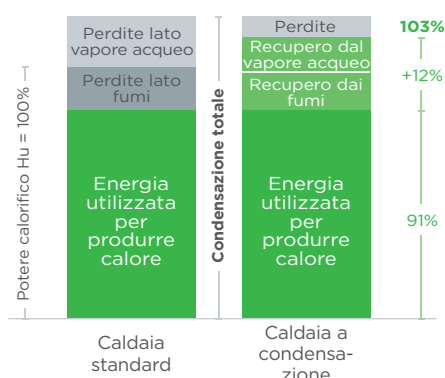 Potere calorifico Hu = 100%
Perdite lato
vapore acqueo
Perdite lato
fumi
Energia
utilizzata
per
produrre
calore
Caldaia
standard
Condensazione totale
Perdite
Recupero dal
vapore acqueo
Recupero dai
fumi
Energia
utilizzata
per
produrre
calore
Caldaia a
condensa-
zione
103%
+12%
91%